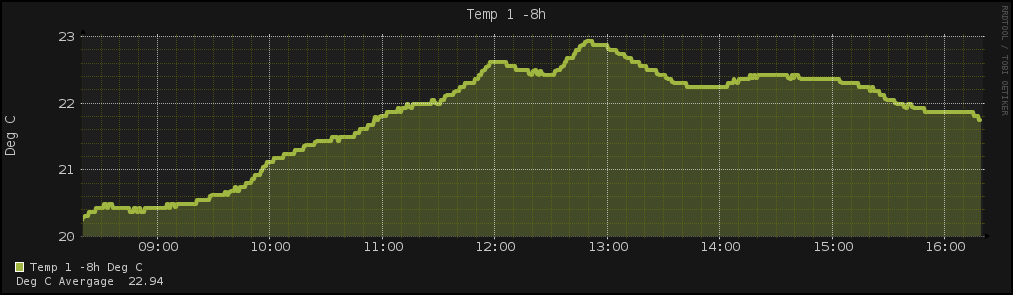 Temp 1 -8h
RRDTOOL / TOBI OETIKER
Deg C
23
22
21
20
09:00 10:00 11:00 12:00 13:00 14:00 15:00 16:00
Temp 1 -8h Deg C
Deg C Avergage 22.94